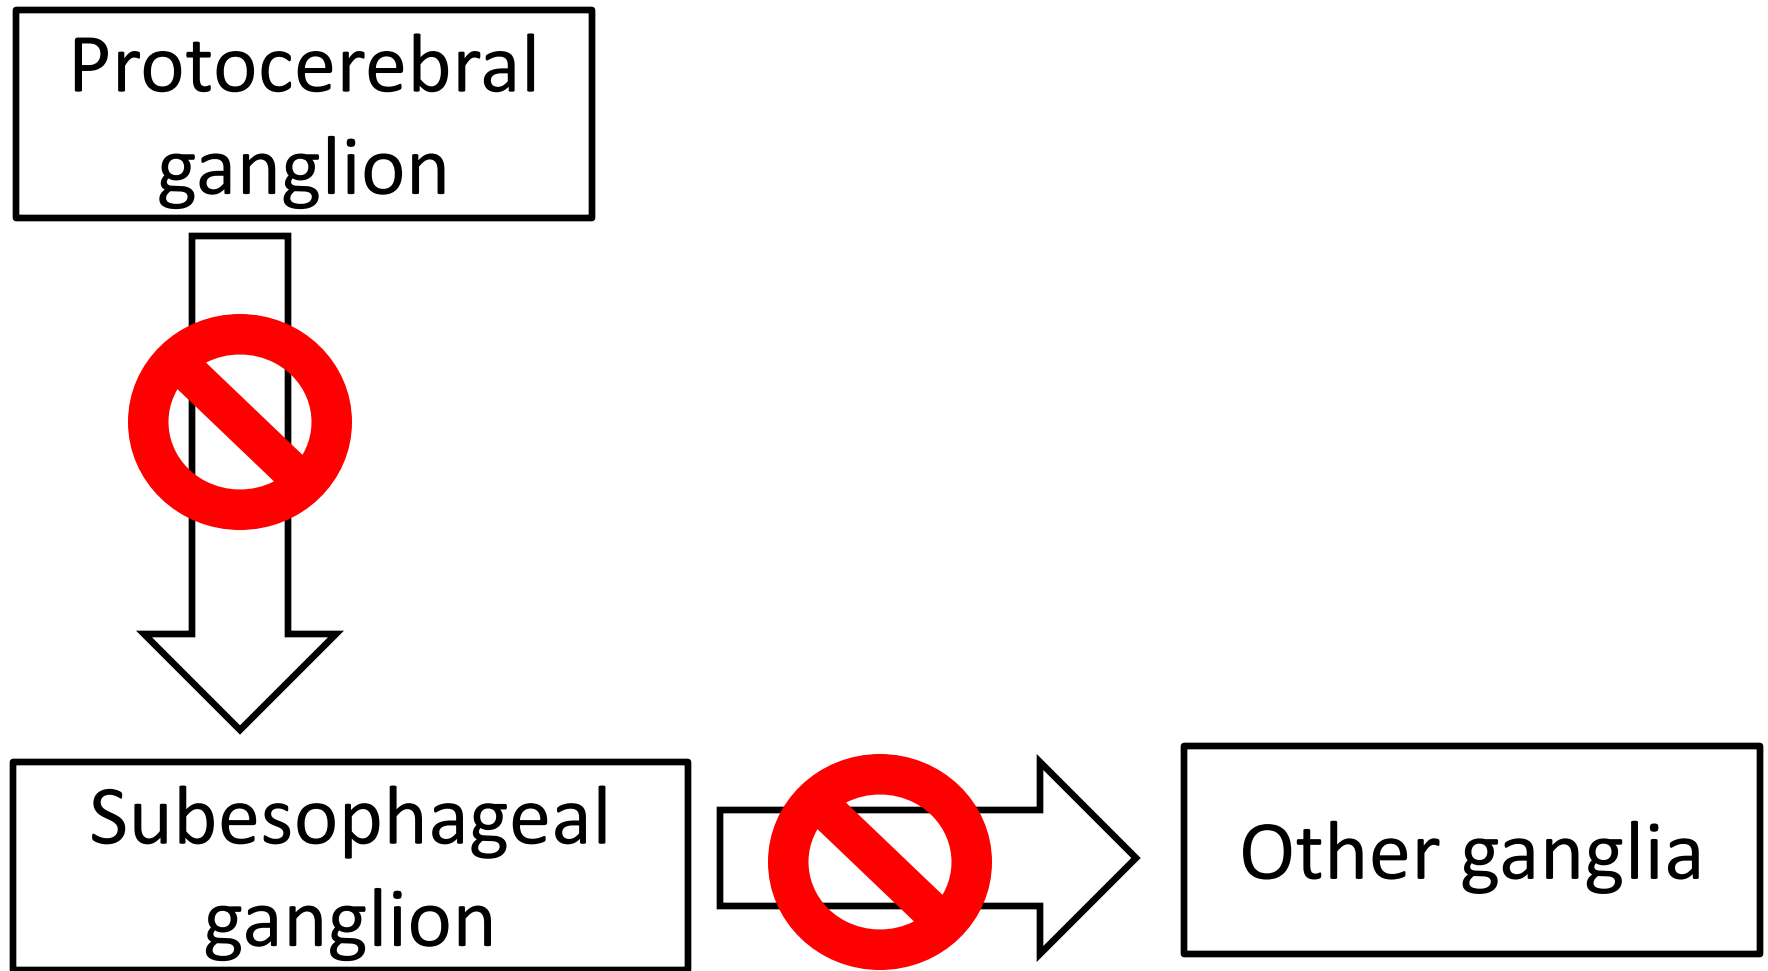 Protocerebral
ganglion
Subesophageal
ganglion
Other ganglia